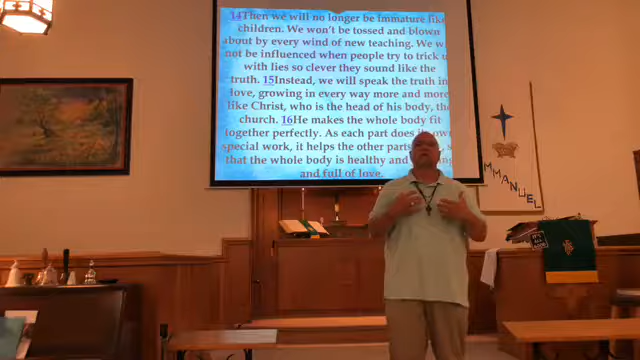 14Then we will no longer be immature like
children. We won't be tossed and blown
about by every wind of new teaching. We w
not be influenced when people try to trick u
with lies so clever they sound like the
truth. 15Instead, we will speak the truth in
love, growing in every way more and more
like Christ, who is the head of his body, the
church. 16He makes the whole body fit
together perfectly. As each part does its own
special work, it helps the other parts
that the whole body is healthy and
and full of love.
MMANUEL
IT'S
ALL